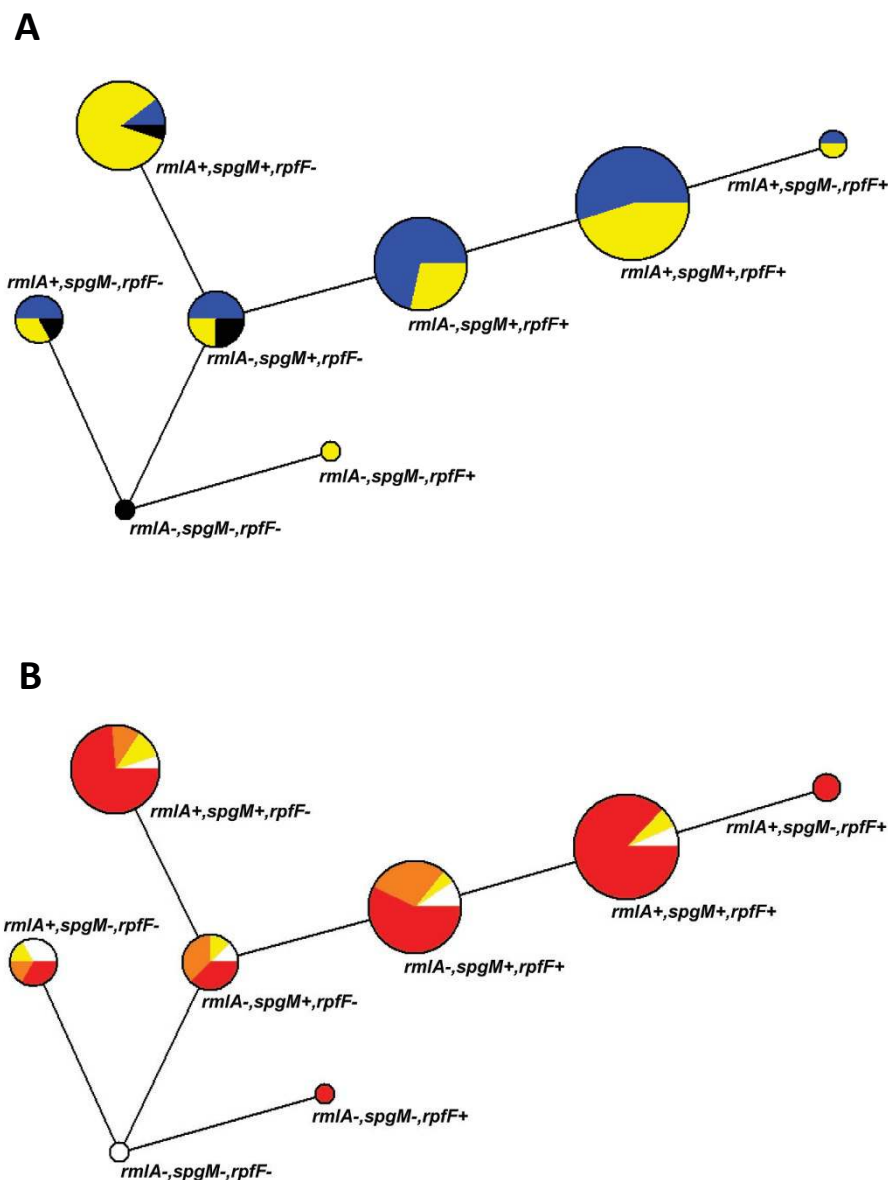 A
rmlA+,spgM+,rpfF-
rmlA+,spgM-,rpfF+
rmlA+,spgM+,rpfF+
rmlA+,spgM-,rpfF-
rmlA-,spgM+,rpfF+
rmlA-,spgM+,rpfF-
rmlA-,spgM-,rpfF+
rmlA-,spgM-,rpfF-
B
rmlA+,spgM+,rpfF-
rmlA+,spgM-,rpfF+
rmlA+,spgM+,rpfF+
rmlA+,spgM-,rpfF-
rmlA-,spgM+,rpfF+
rmlA-,spgM+,rpfF-
rmlA-,spgM-,rpfF+
rmlA-,spgM-,rpfF-